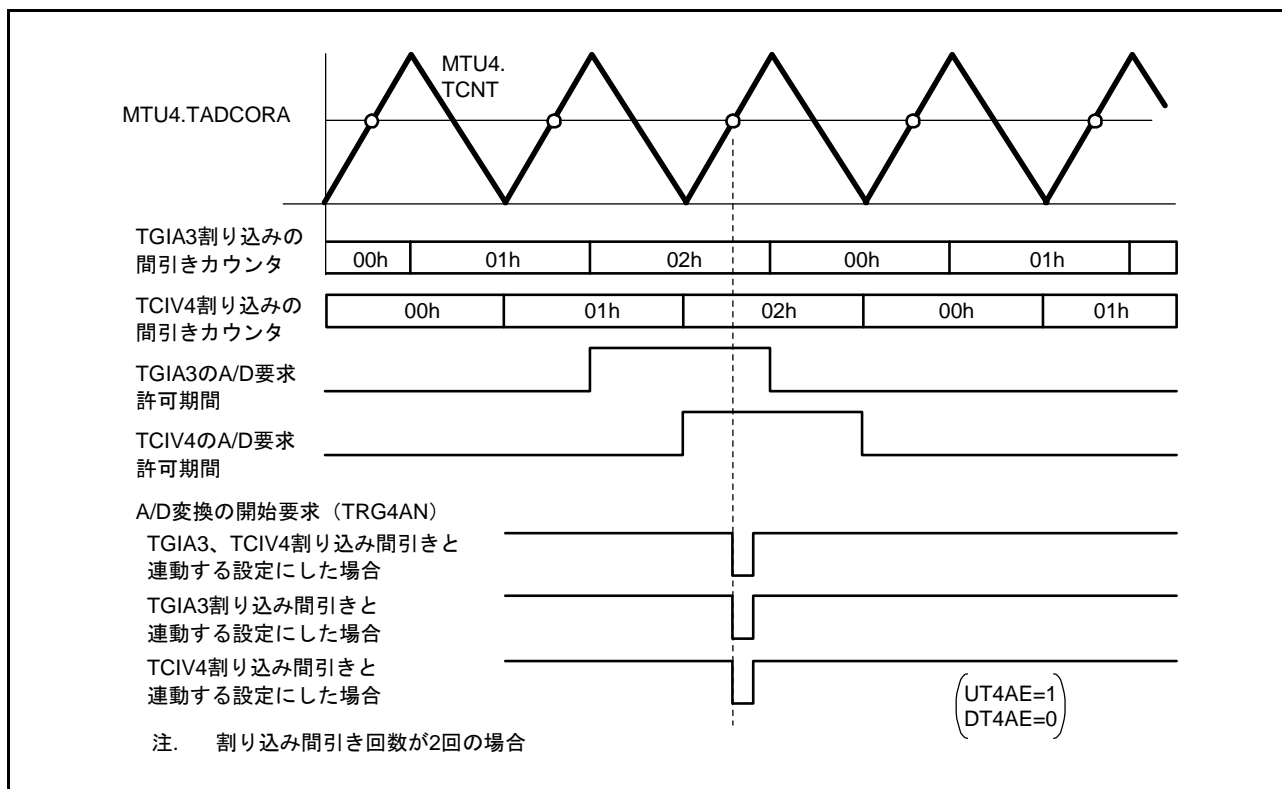 MTU4.
TCNT
MTU4.TADCORA
TGIA3割り込みの
間引きカウンタ
00h 01h 02h 00h 01h
TCIV4割り込みの
間引きカウンタ
00h 01h 02h 00h 01h
TGIA3のA/D要求
許可期間
TCIV4のA/D要求
許可期間
A/D変換の開始要求（TRG4AN）
TGIA3、TCIV4割り込み間引きと
連動する設定にした場合
TGIA3割り込み間引きと
連動する設定にした場合
TCIV4割り込み間引きと
連動する設定にした場合
UT4AE=1
DT4AE=0
注. 割り込み間引き回数が2回の場合